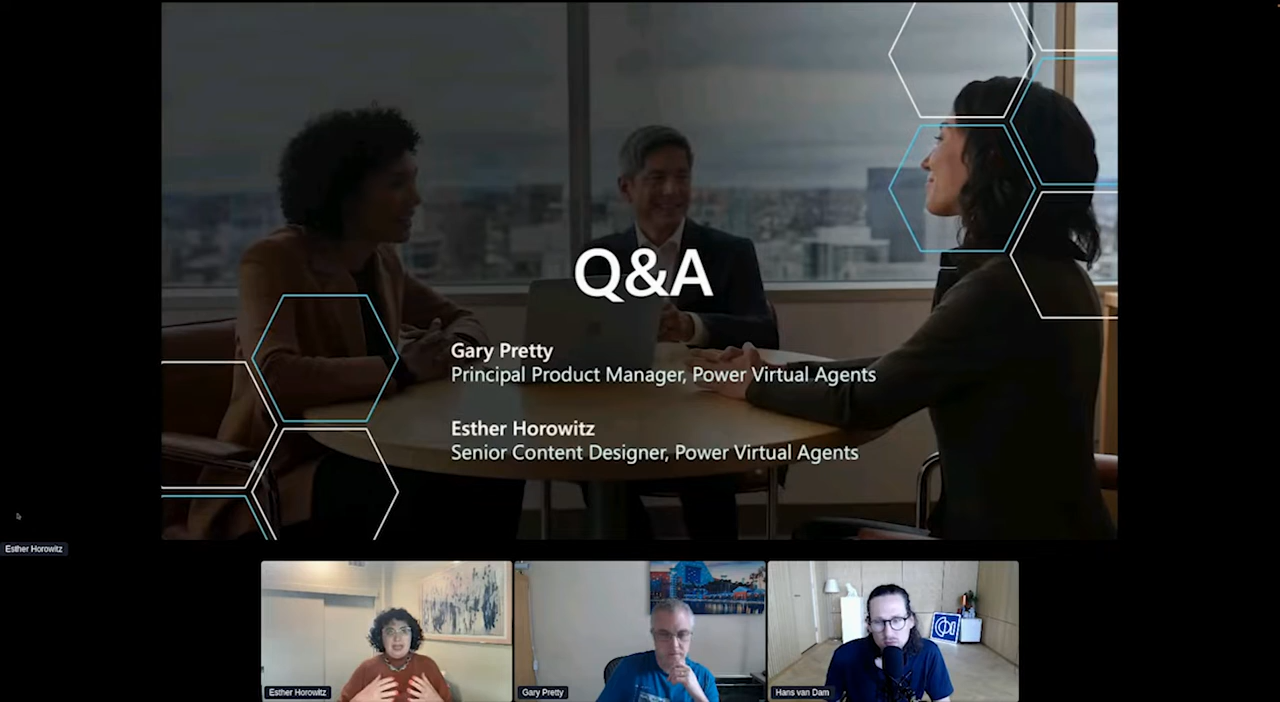 Q&A
Gary Pretty
Principal Product Manager, Power Virtual Agents
Esther Horowitz
Senior Content Designer, Power Virtual Agents
Esther Horowitz
Esther Horowitz
Gary Pretty
Hans van Dam